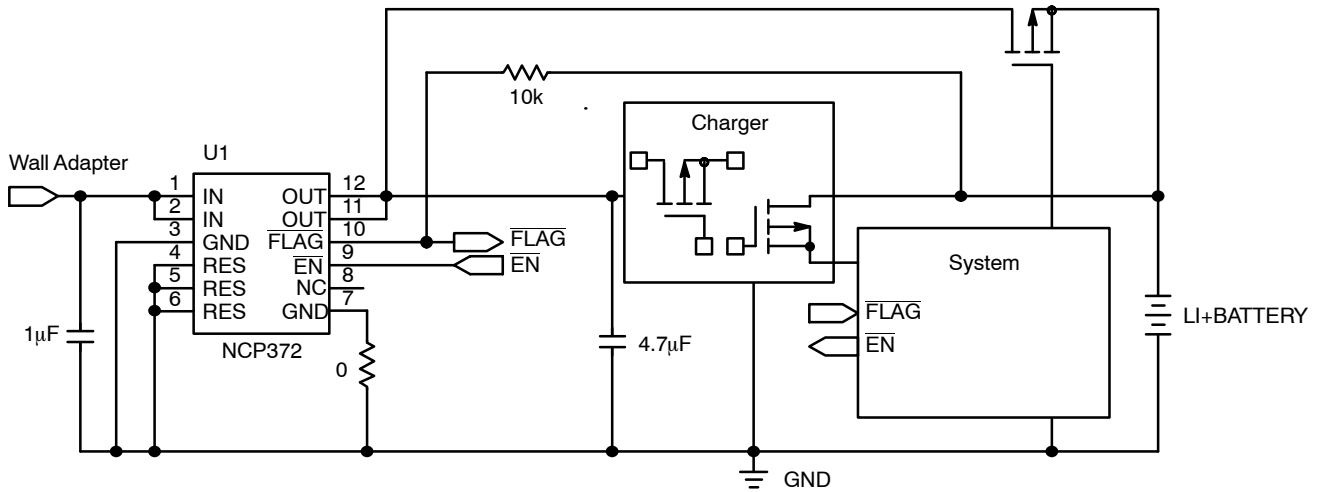 10k
Charger
Wall Adapter
U1
1 IN OUT 12
2 IN OUT 11
3 GND FLAG 10 FLAG
4 RES EN 9 EN
5 RES NC 8
6 RES GND 7
NCP372
System
FLAG
EN
1μF
0
4.7μF
LI+BATTERY
GND